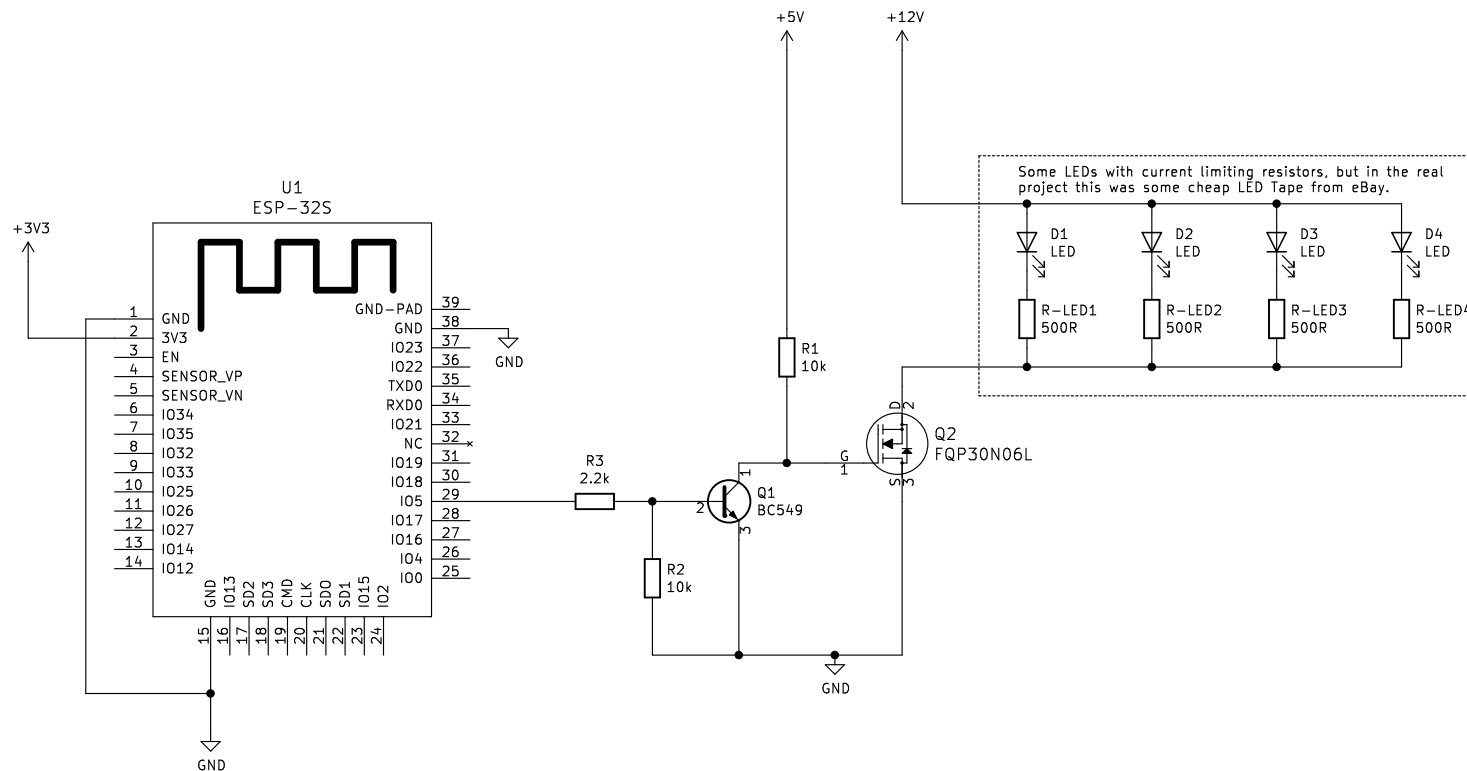 +5V
+12V
Some LEDs with current limiting resistors, but in the real
project this was some cheap LED Tape from eBay.
U1
ESP-32S
+3V3
D1
LED
D2
LED
D3
LED
D4
LED
R-LED1
500R
R-LED2
500R
R-LED3
500R
R-LED4
500R
1 GND
2 3V3
3 EN
4 SENSOR_VP
5 SENSOR_VN
6 IO34
7 IO35
8 IO32
9 IO33
10 IO25
11 IO26
12 IO27
13 IO14
14 IO12
GND-PAD 39
GND 38
IO23 37
IO22 36
TXD0 35
RXD0 34
IO21 33
NC 32
IO19 31
IO18 30
IO5 29
IO17 28
IO16 27
IO4 26
IO0 25
GND
IO13
SD2
SD3
CMD
CLK
SD0
SD1
IO15
IO2
15
16
17
18
19
20
21
22
23
24
GND
GND
R1
10k
R3
2.2k
R2
10k
1
2
3
Q1
BC549
D
2
G
1
S
3
Q2
FQP30N06L
GND